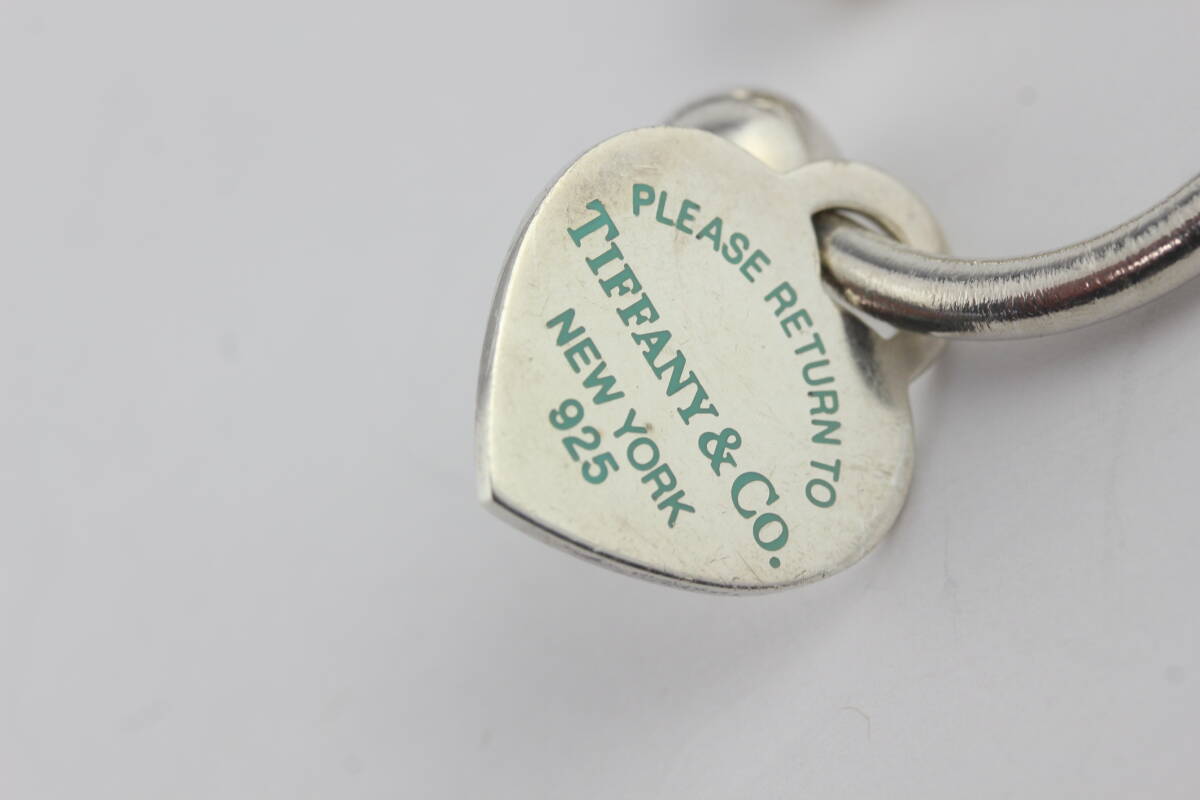 PLEASE RETURN TO
TIFFANY & CO.
NEW YORK
925